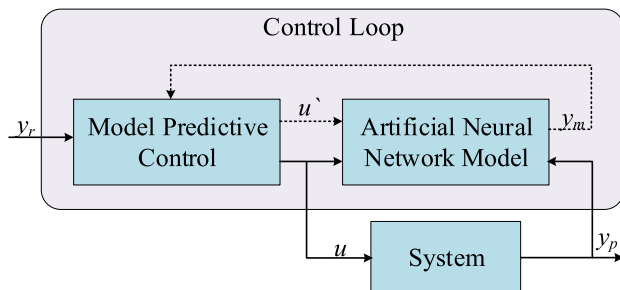 Control Loop
y_r
Model Predictive
Control
u`
Artificial Neural
Network Model
y_m
u
System
y_p